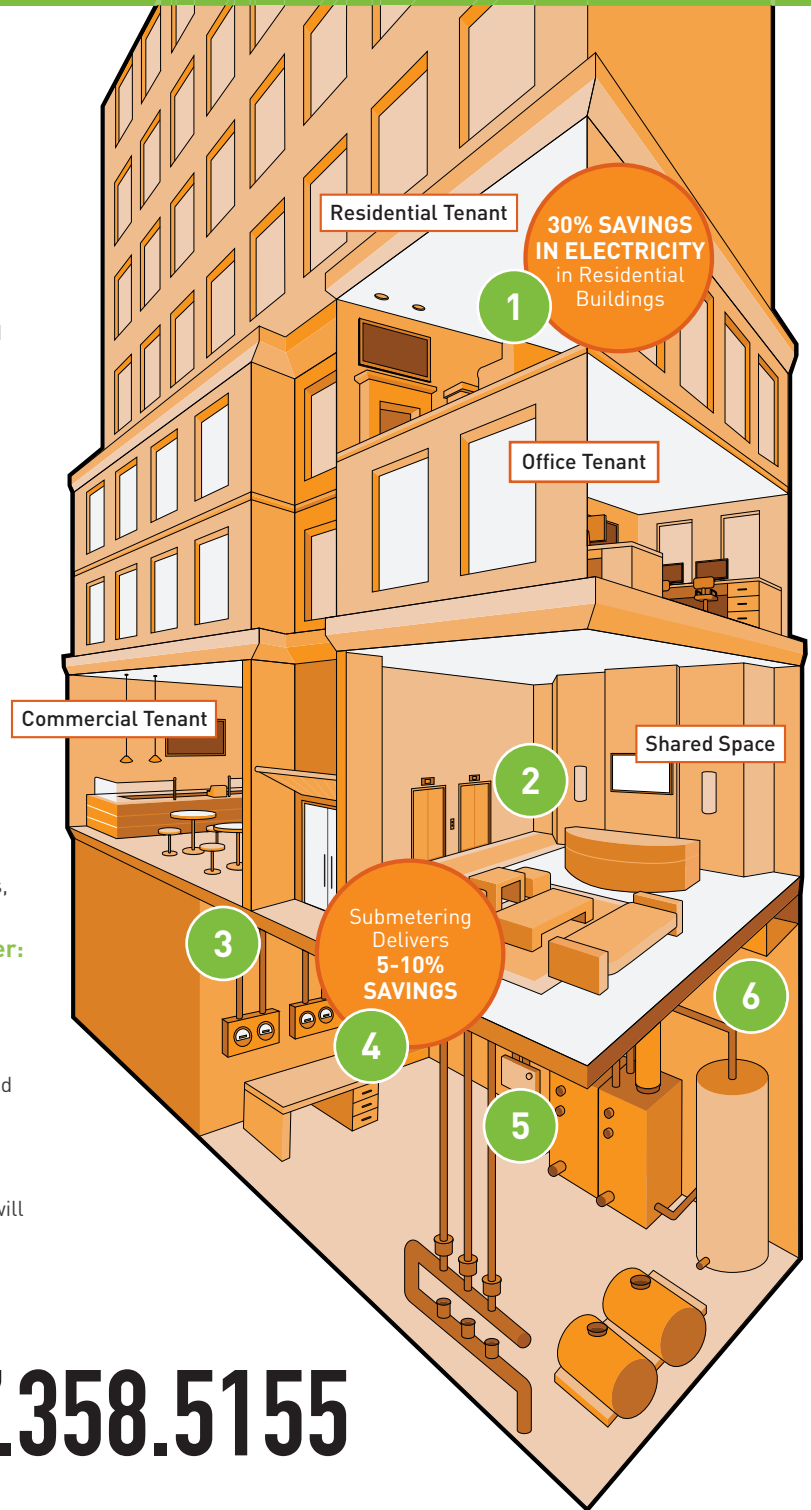 Residential Tenant
30% SAVINGS
IN ELECTRICITY
in Residential
Buildings
1
Office Tenant
Commercial Tenant
Shared Space
2
Submetering
Delivers
5-10%
SAVINGS
3
er:
4
6
5
will
.358.5155